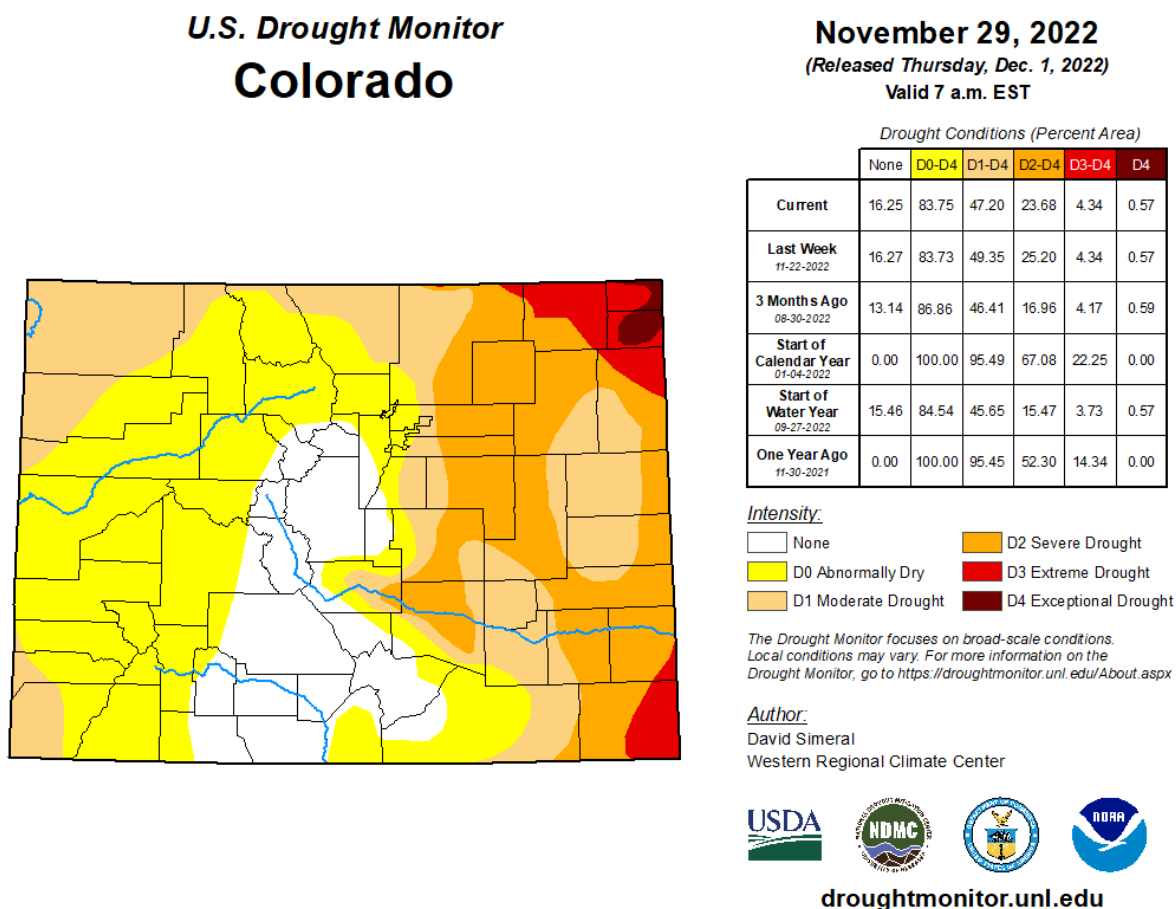 U.S. Drought Monitor
Colorado
November 29, 2022
(Released Thursday, Dec. 1, 2022)
Valid 7 a.m. EST
Drought Conditions (Percent Area)
None D0-D4 D1-D4 D2-D4 D3-D4 D4
Current 16.25 83.75 47.20 23.68 4.34 0.57
Last Week
11-22-2022
16.27 83.73 49.35 25.20 4.34 0.57
3 Months Ago
08-30-2022
13.14 86.86 46.41 16.96 4.17 0.59
Start of
Calendar Year
01-04-2022
0.00 100.00 95.49 67.08 22.25 0.00
Start of
Water Year
09-27-2022
15.46 84.54 45.65 15.47 3.73 0.57
One Year Ago
11-30-2021
0.00 100.00 95.45 52.30 14.34 0.00
Intensity:
None
D0 Abnormally Dry
D1 Moderate Drought
D2 Severe Drought
D3 Extreme Drought
D4 Exceptional Drought
The Drought Monitor focuses on broad-scale conditions.
Local conditions may vary. For more information on the
Drought Monitor, go to https://droughtmonitor.unl.edu/About.aspx
Author:
David Simeral
Western Regional Climate Center
USDA
NDMC
NOAA
droughtmonitor.unl.edu